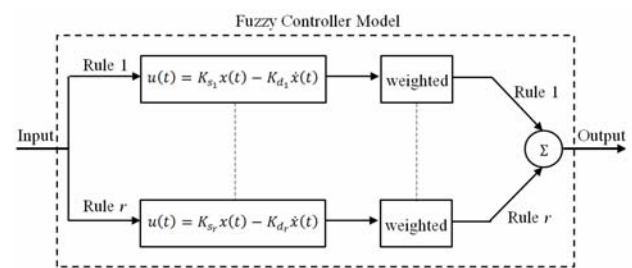 Fuzzy Controller Model
Rule 1
u(t) = K_{s_1}x(t) − K_{d_1}ẋ(t)
weighted
Rule 1
Input
Σ
Output
Rule r
u(t) = K_{s_r}x(t) − K_{d_r}ẋ(t)
weighted
Rule r